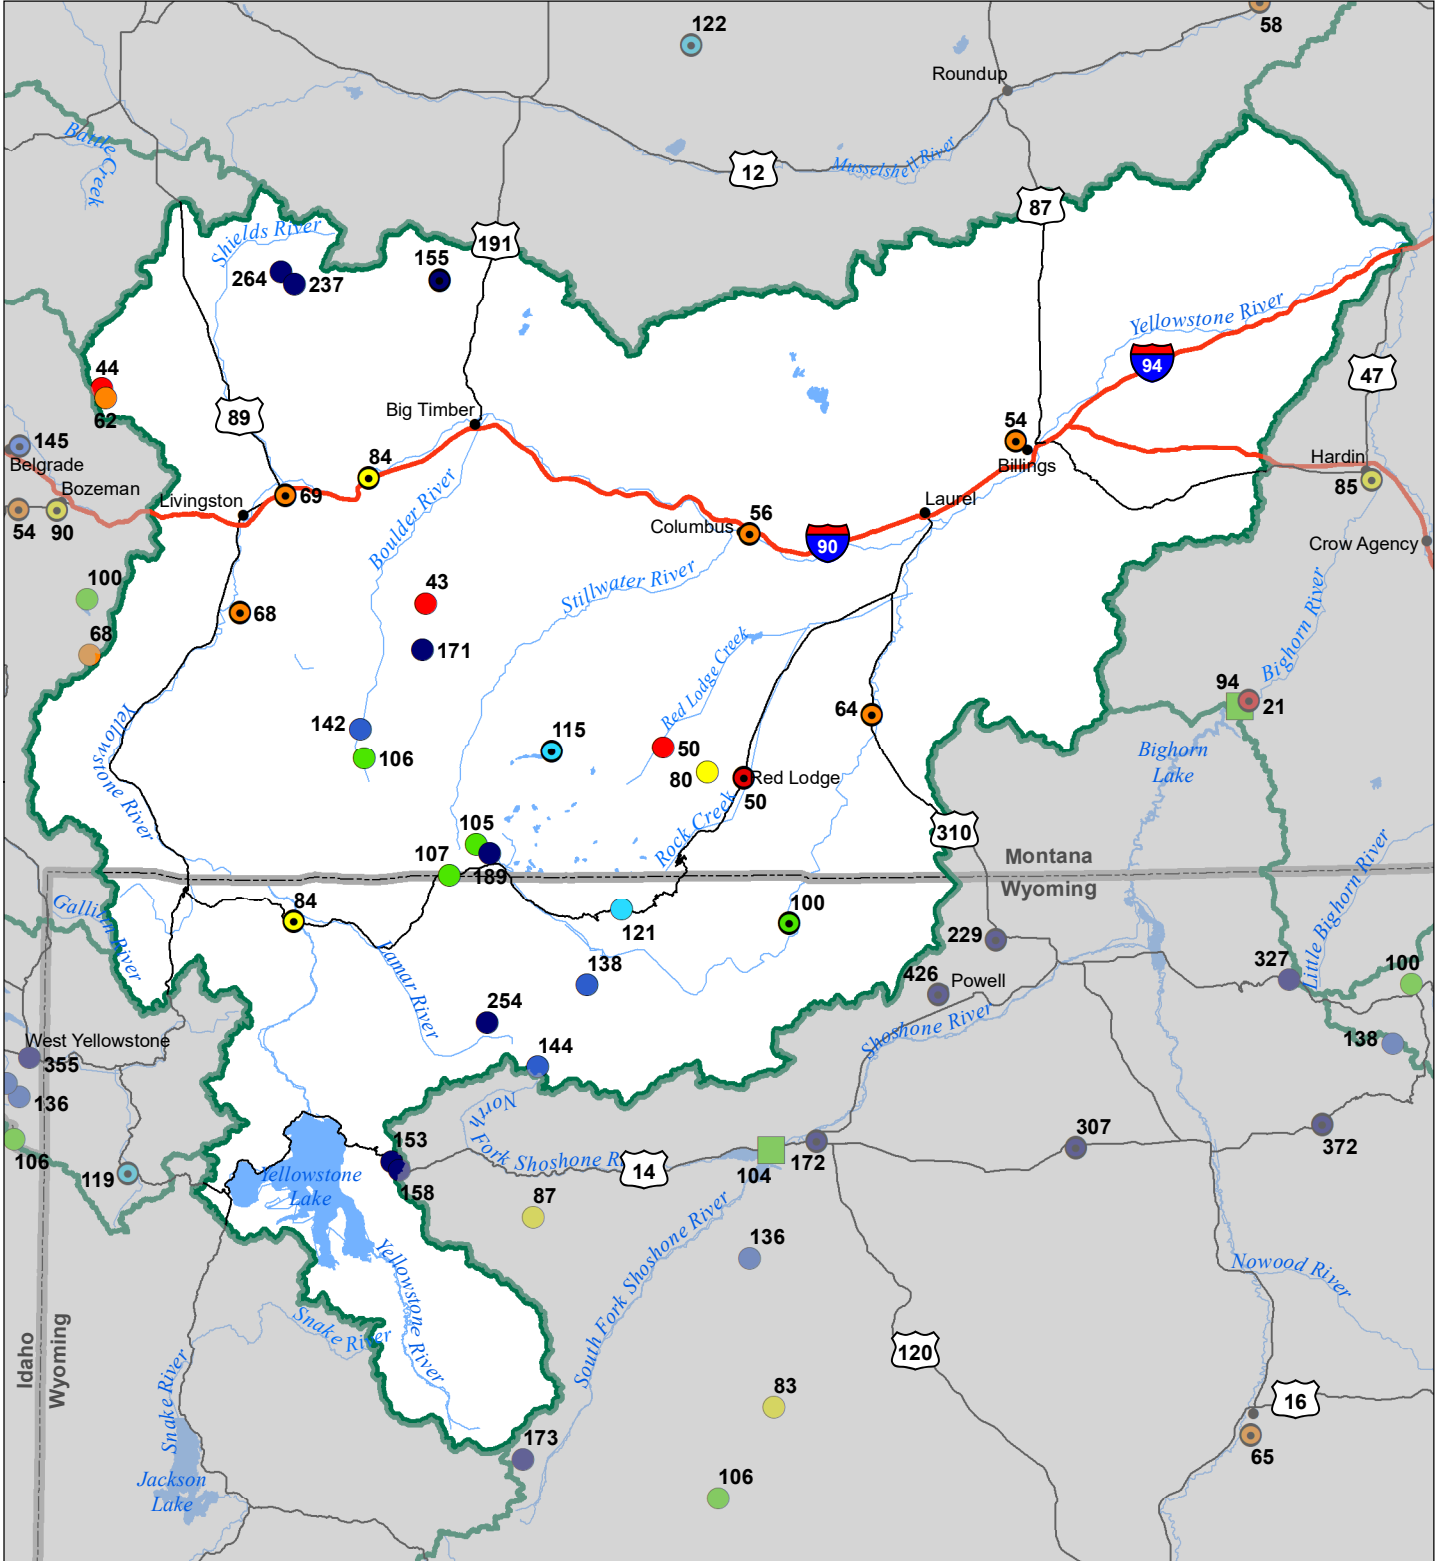 122
58
Roundup
Battle
Creek
12
Musselshell River
87
Shields River
191
155
264
237
Yellowstone River
94
47
44
62
89
Big Timber
145
Belgrade
Bozeman
54
90
Livingston
69
84
54
Billings
Hardin
85
Laurel
Columbus
56
90
Crow Agency
Boulder River
Stillwater River
100
68
68
43
171
Red Lodge Creek
Bighorn River
94
21
142
106
115
50
80
Red Lodge
50
64
Bighorn
Lake
Yellowstone River
Rock Creek
310
105
107
189
Montana
Wyoming
Little Bighorn River
Gallitin River
84
121
100
229
Lamar River
138
426
Powell
327
100
254
Shoshone River
West Yellowstone
355
144
138
136
North
Fork Shoshone R
153
158
14
104
172
307
372
106
119
Yellowstone
Lake
87
136
South Fork Shoshone River
Yellowstone River
Nowood River
Snake River
Idaho
Wyoming
120
Snake River
83
16
65
173
Jackson
Lake
106